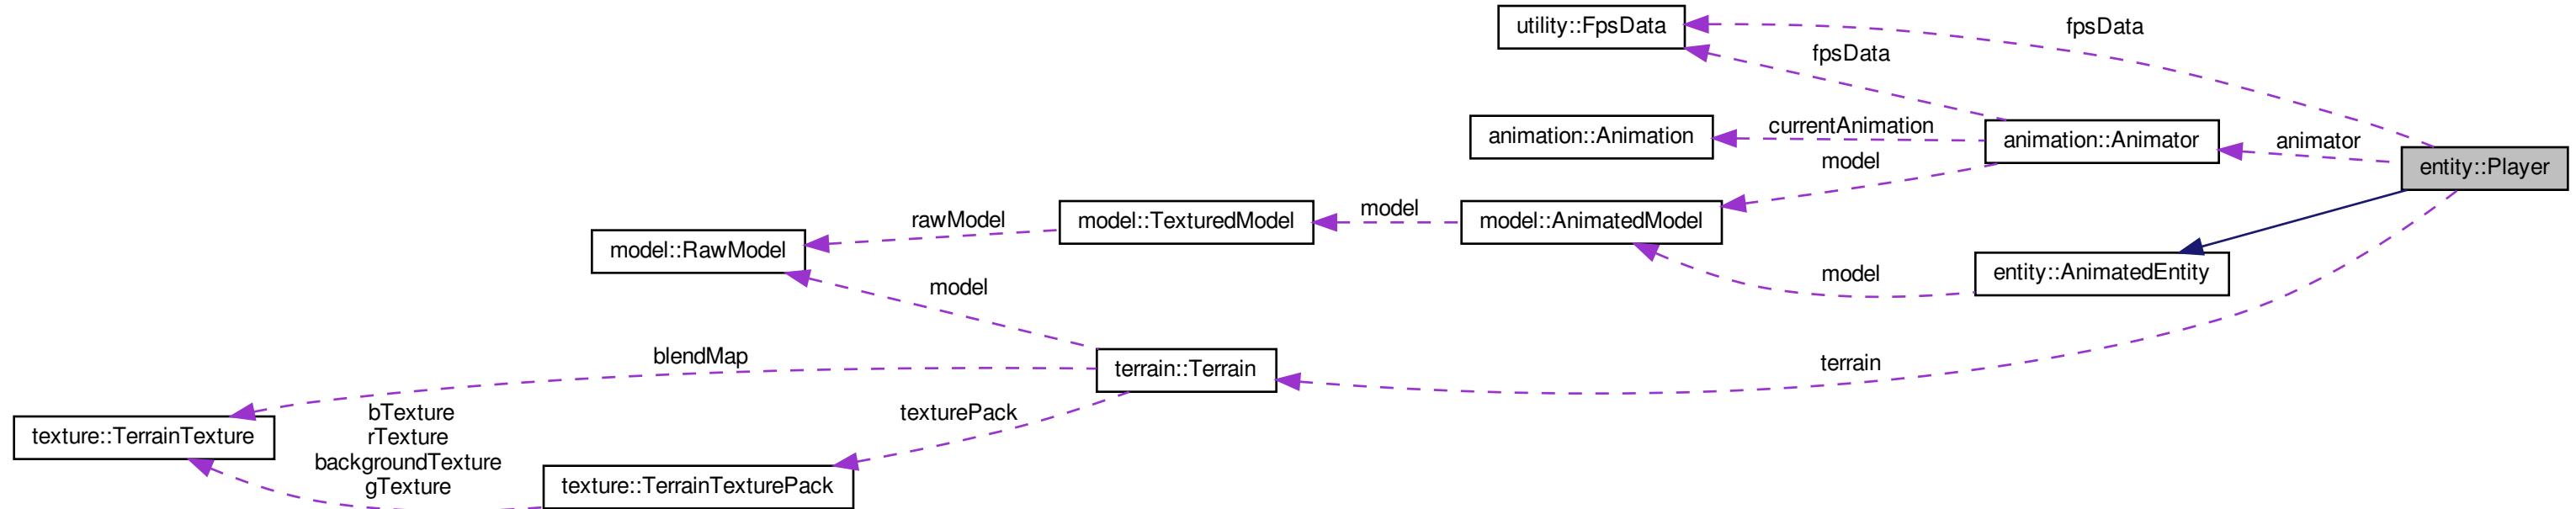 utility::FpsData
fpsData
fpsData
animation::Animation
currentAnimation
animation::Animator
animator
entity::Player
model
model::RawModel
rawModel
model::TexturedModel
model
model::AnimatedModel
model
model
entity::AnimatedEntity
blendMap
terrain::Terrain
terrain
texture::TerrainTexture
bTexture
rTexture
backgroundTexture
gTexture
texturePack
texture::TerrainTexturePack